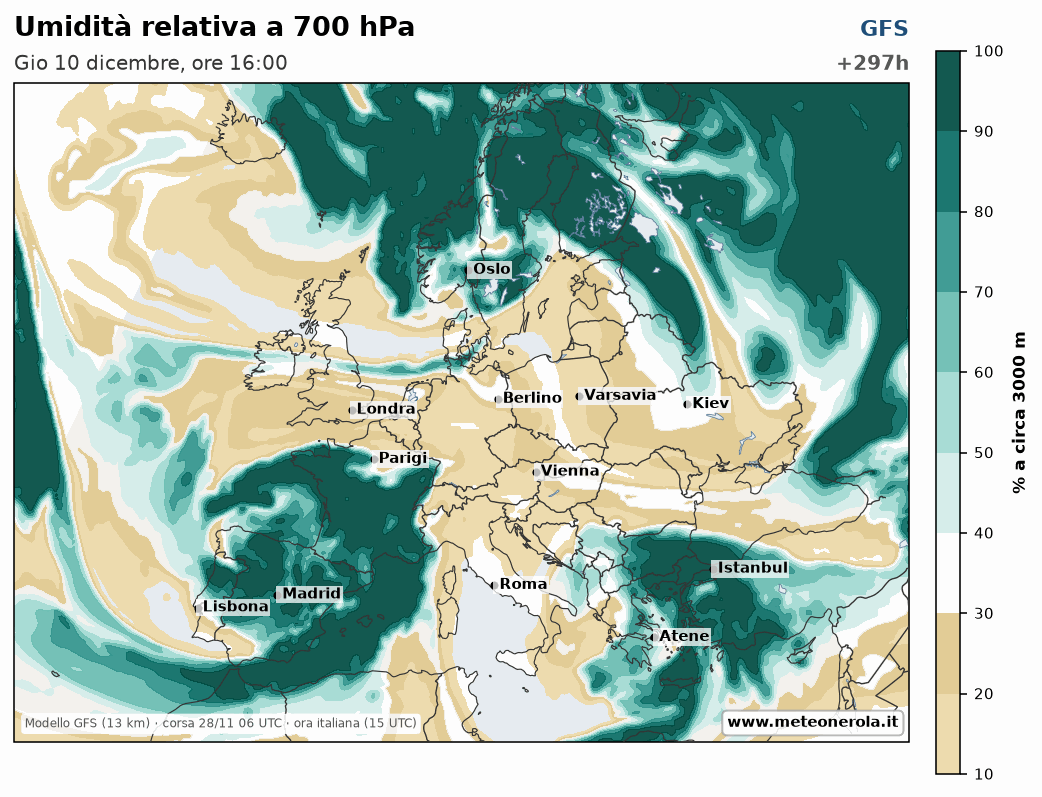 Umidità relativa a 700 hPa
GFS
Gio 10 dicembre, ore 16:00
+297h
100
90
80
70
60
50
40
30
20
10
% a circa 3000 m
Oslo
Londra
Berlino
Varsavia
Kiev
Parigi
Vienna
Roma
Istanbul
Madrid
Lisbona
Atene
Modello GFS (13 km) · corsa 28/11 06 UTC · ora italiana (15 UTC)
www.meteonerola.it